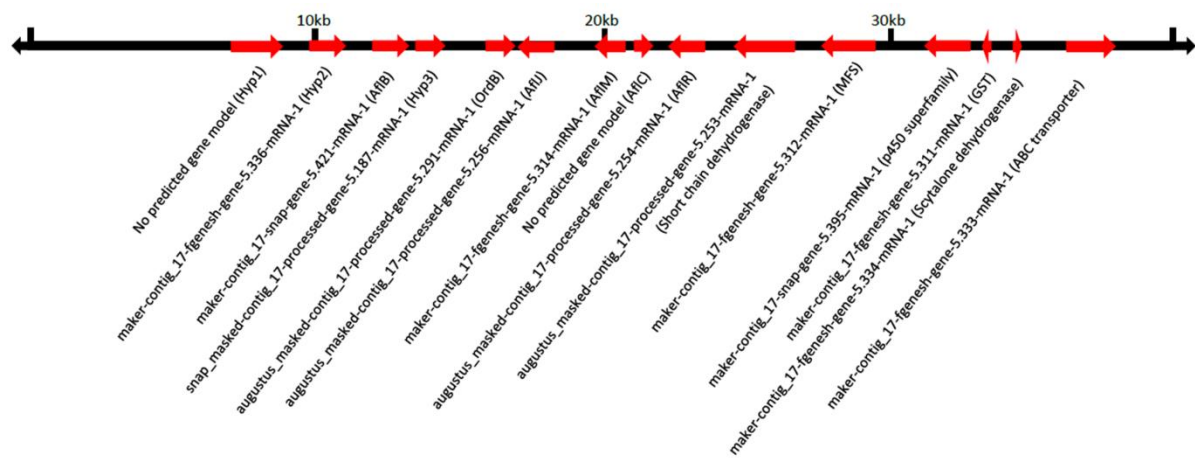 10kb
20kb
30kb
No predicted gene model (Hyp1)
maker-contig_17-fgenesh-gene-5.336-mRNA-1 (Hyp2)
maker-contig_17-snap-gene-5.421-mRNA-1 (AflB)
snap_masked-contig_17-processed-gene-5.187-mRNA-1 (Hyp3)
augustus_masked-contig_17-processed-gene-5.291-mRNA-1 (OrdB)
augustus_masked-contig_17-processed-gene-5.256-mRNA-1 (AflJ)
maker-contig_17-fgenesh-gene-5.314-mRNA-1 (AflM)
No predicted gene model (AflC)
augustus_masked-contig_17-processed-gene-5.254-mRNA-1 (AflR)
augustus_masked-contig_17-processed-gene-5.253-mRNA-1
(Short chain dehydrogenase)
maker-contig_17-fgenesh-gene-5.312-mRNA-1 (MFS)
maker-contig_17-snap-gene-5.395-mRNA-1 (p450 superfamily)
maker-contig_17-fgenesh-gene-5.311-mRNA-1 (GST)
maker-contig_17-fgenesh-gene-5.334-mRNA-1 (Scytalone dehydrogenase)
maker-contig_17-fgenesh-gene-5.333-mRNA-1 (ABC transporter)